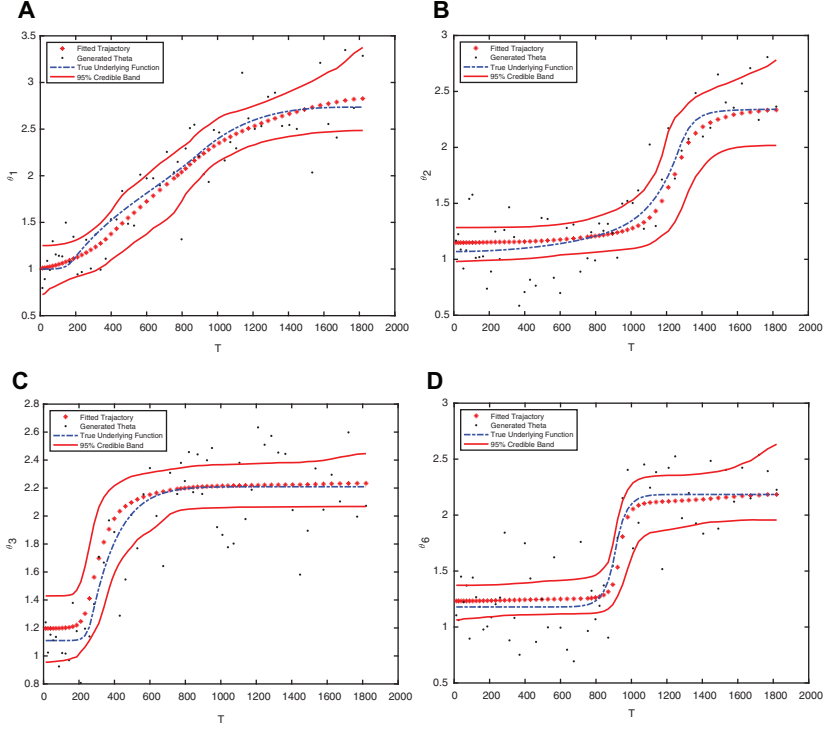 A
3.5
3
2.5
2
1.5
1
0.5
θ1
Fitted Trajectory
Generated Theta
True Underlying Function
95% Credible Band
0 200 400 600 800 1000 1200 1400 1600 1800 2000
T
B
3
2.5
2
1.5
1
0.5
θ2
Fitted Trajectory
Generated Theta
True Underlying Function
95% Credible Band
0 200 400 600 800 1000 1200 1400 1600 1800 2000
T
C
2.8
2.6
2.4
2.2
2
1.8
1.6
1.4
1.2
1
0.8
θ3
Fitted Trajectory
Generated Theta
True Underlying Function
95% Credible Band
0 200 400 600 800 1000 1200 1400 1600 1800 2000
T
D
3
2.5
2
1.5
1
0.5
θ6
Fitted Trajectory
Generated Theta
True Underlying Function
95% Credible Band
0 200 400 600 800 1000 1200 1400 1600 1800 2000
T